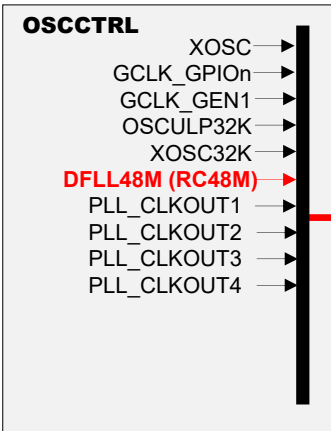 OSCCTRL
XOSC
GCLK_GPIOn
GCLK_GEN1
OSCULP32K
XOSC32K
DFLL48M (RC48M)
PLL_CLKOUT1
PLL_CLKOUT2
PLL_CLKOUT3
PLL_CLKOUT4